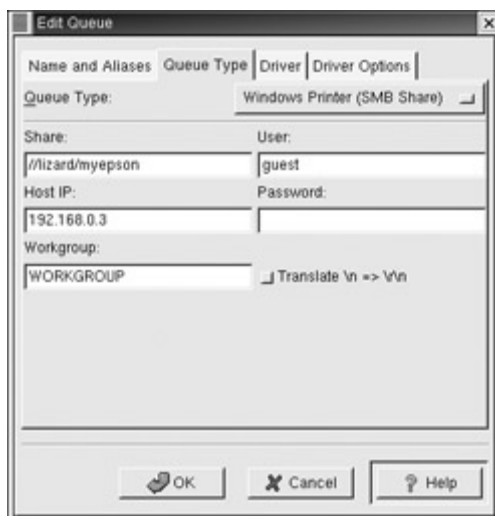 Edit Queue
Name and Aliases Queue Type Driver Driver Options
Queue Type: Windows Printer (SMB Share)
Share: User:
//lizard/myepson guest
Host IP: Password:
192.168.0.3
Workgroup:
WORKGROUP Translate \n => \r\n
OK Cancel Help